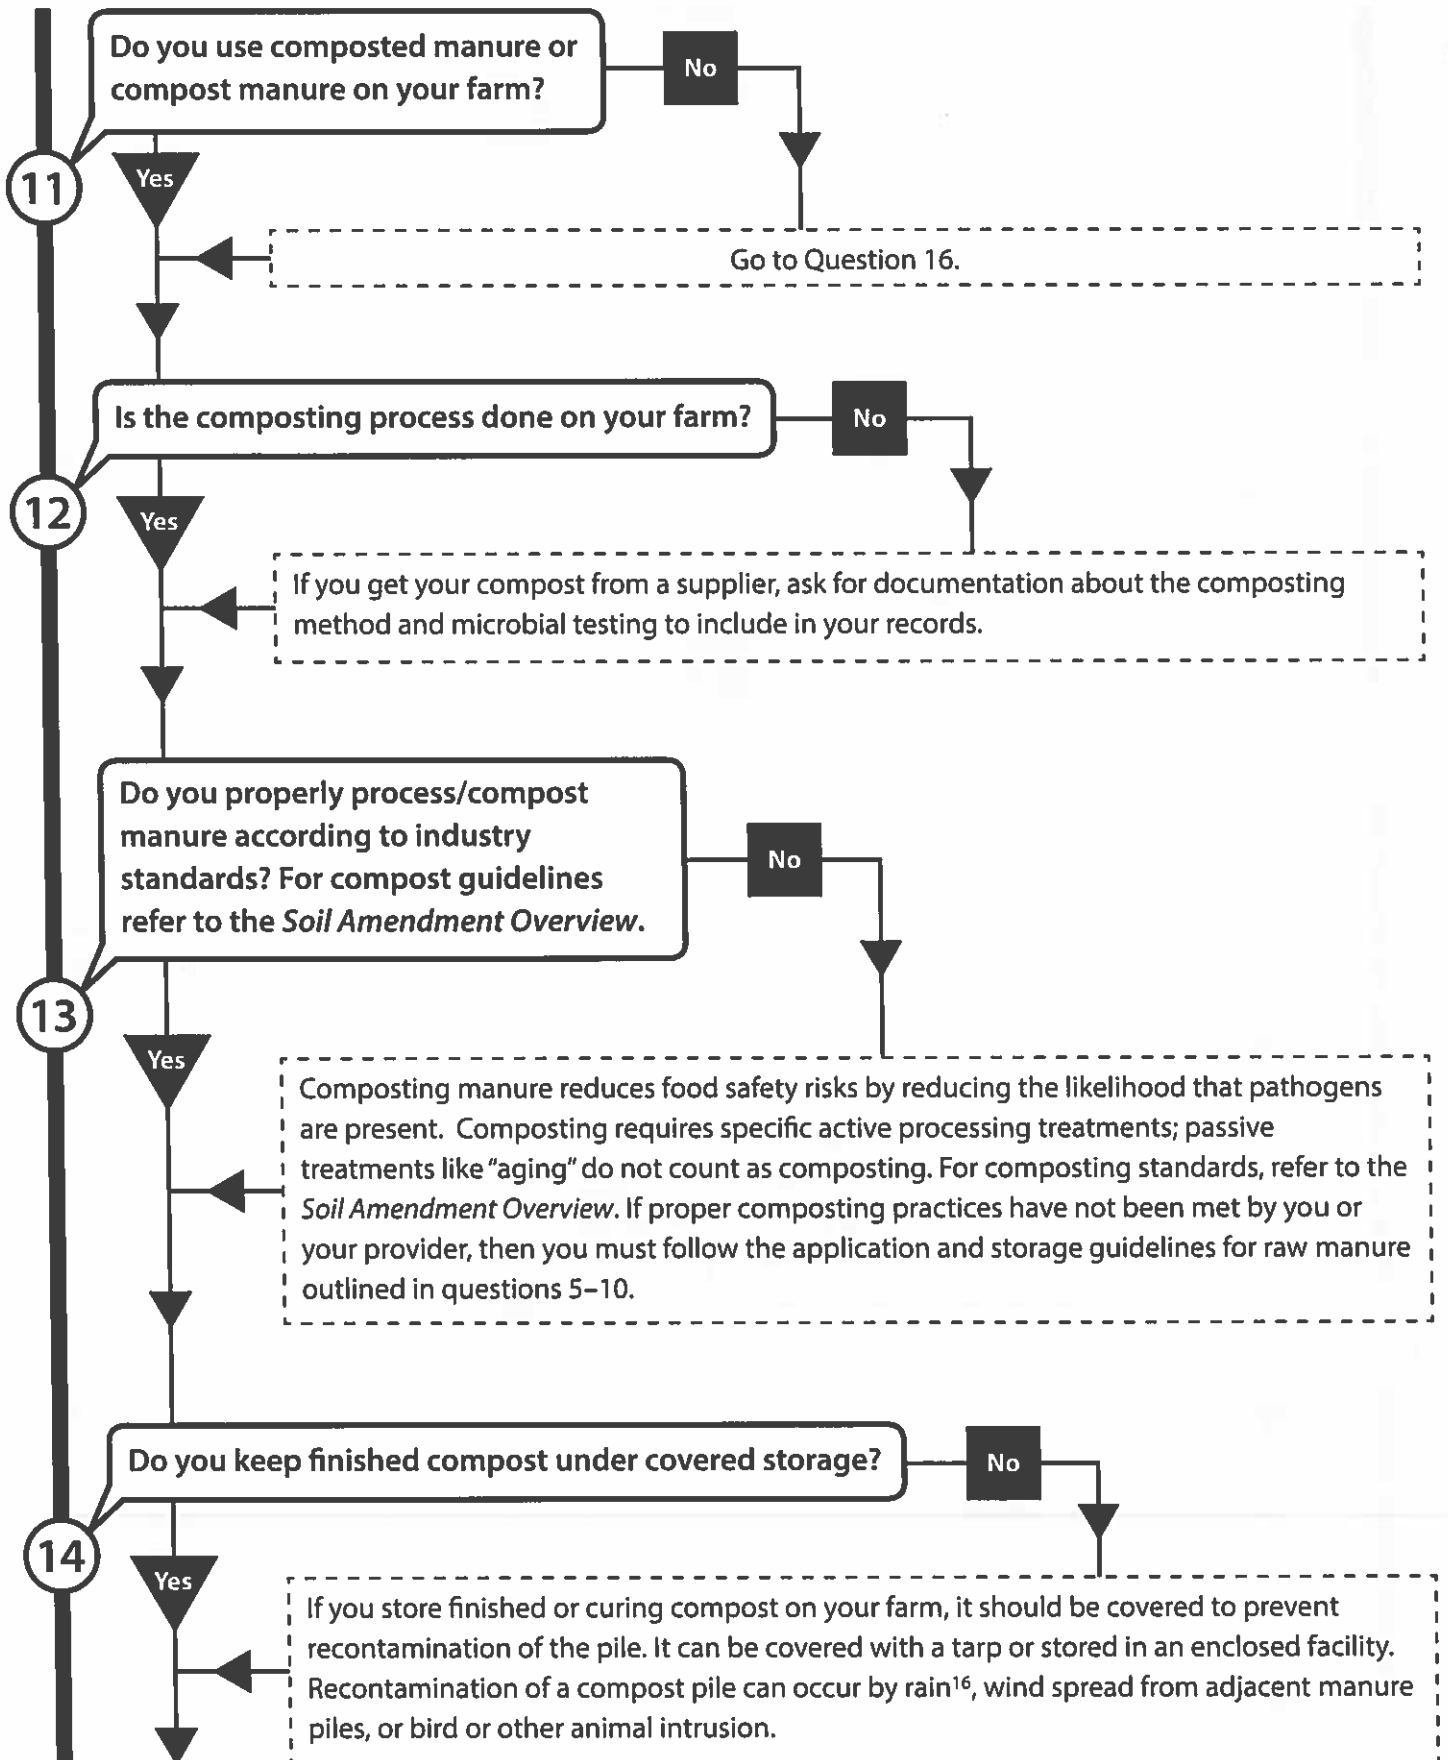 Do you use composted manure or
compost manure on your farm?
No
11
Yes
Go to Question 16.
Is the composting process done on your farm?
No
12
Yes
If you get your compost from a supplier, ask for documentation about the composting
method and microbial testing to include in your records.
Do you properly process/compost
manure according to industry
standards? For compost guidelines
refer to the Soil Amendment Overview.
No
13
Yes
Composting manure reduces food safety risks by reducing the likelihood that pathogens
are present. Composting requires specific active processing treatments; passive
treatments like "aging" do not count as composting. For composting standards, refer to the
Soil Amendment Overview. If proper composting practices have not been met by you or
your provider, then you must follow the application and storage guidelines for raw manure
outlined in questions 5–10.
Do you keep finished compost under covered storage?
No
14
Yes
If you store finished or curing compost on your farm, it should be covered to prevent
recontamination of the pile. It can be covered with a tarp or stored in an enclosed facility.
Recontamination of a compost pile can occur by rain¹⁶, wind spread from adjacent manure
piles, or bird or other animal intrusion.